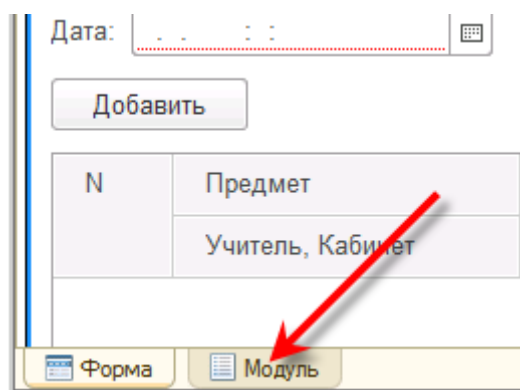 Дата: . . : :
Добавить
N Предмет
Учитель, Кабинет
Форма Модуль